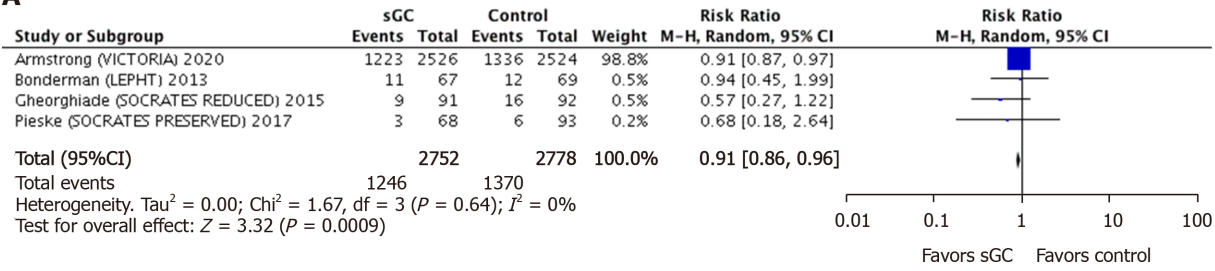 A
sGC Control Risk Ratio Risk Ratio
Study or Subgroup Events Total Events Total Weight M-H, Random, 95% CI M-H, Random, 95% CI
Armstrong (VICTORIA) 2020 1223 2526 1336 2524 98.8% 0.91 [0.87, 0.97]
Bonderman (LEPHT) 2013 11 67 12 69 0.5% 0.94 [0.45, 1.99]
Gheorghiade (SOCRATES REDUCED) 2015 9 91 16 92 0.5% 0.57 [0.27, 1.22]
Pieske (SOCRATES PRESERVED) 2017 3 68 6 93 0.2% 0.68 [0.18, 2.64]
Total (95%CI) 2752 2778 100.0% 0.91 [0.86, 0.96]
Total events 1246 1370
Heterogeneity. Tau² = 0.00; Chi² = 1.67, df = 3 (P = 0.64); I² = 0%
Test for overall effect: Z = 3.32 (P = 0.0009)
0.01 0.1 1 10 100
Favors sGC Favors control